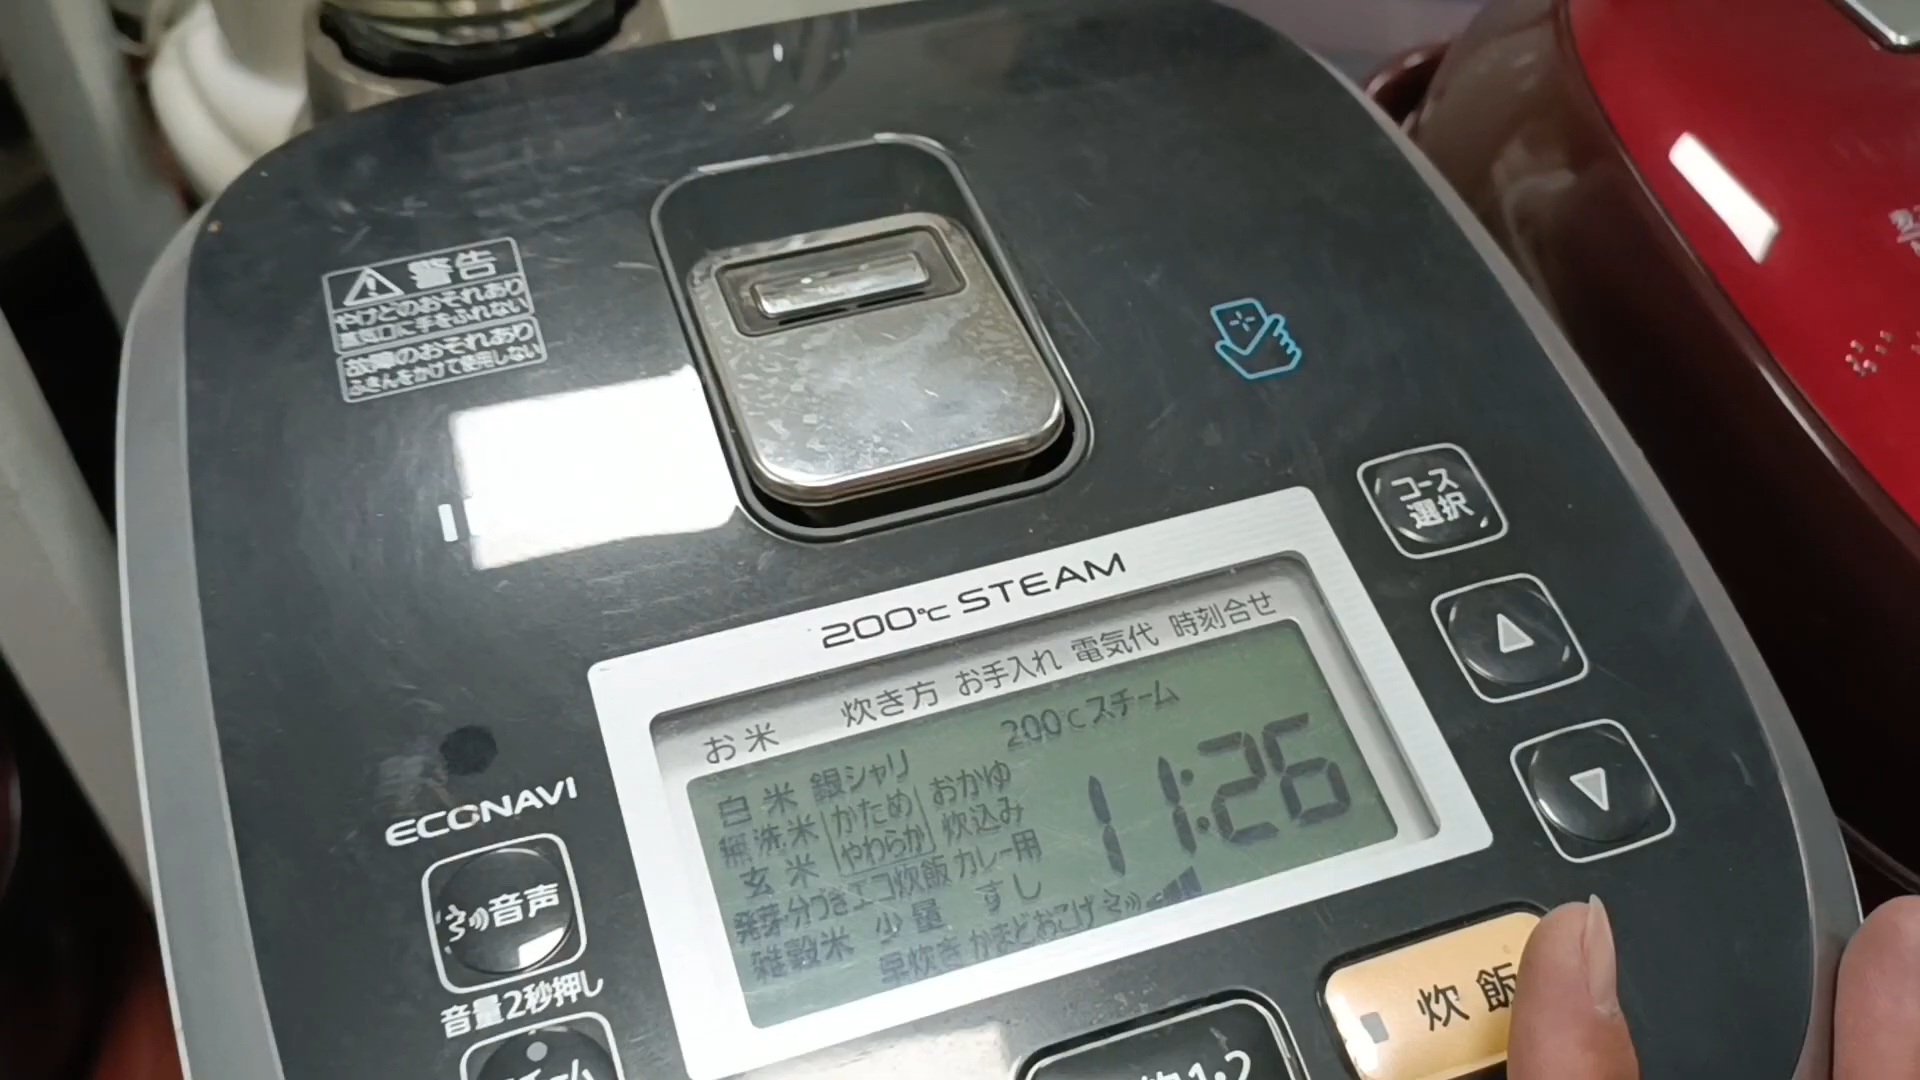 警告
やけどのおそれあり
蒸気口に手をふれない
故障のおそれあり
ふきんをかけて使用しない
コース
選択
200℃ STEAM
お米 炊き方 お手入れ 電気代 時刻合せ
200℃スチーム
白米 銀シャリ おかゆ
無洗米 かため 炊込み
玄米 やわらか カレー用
発芽・分づき エコ炊飯 すし
雑穀米 少量
早炊き かまどおこげ
11:26
ECONAVI
音声
音量2秒押し
炊飯
1・2